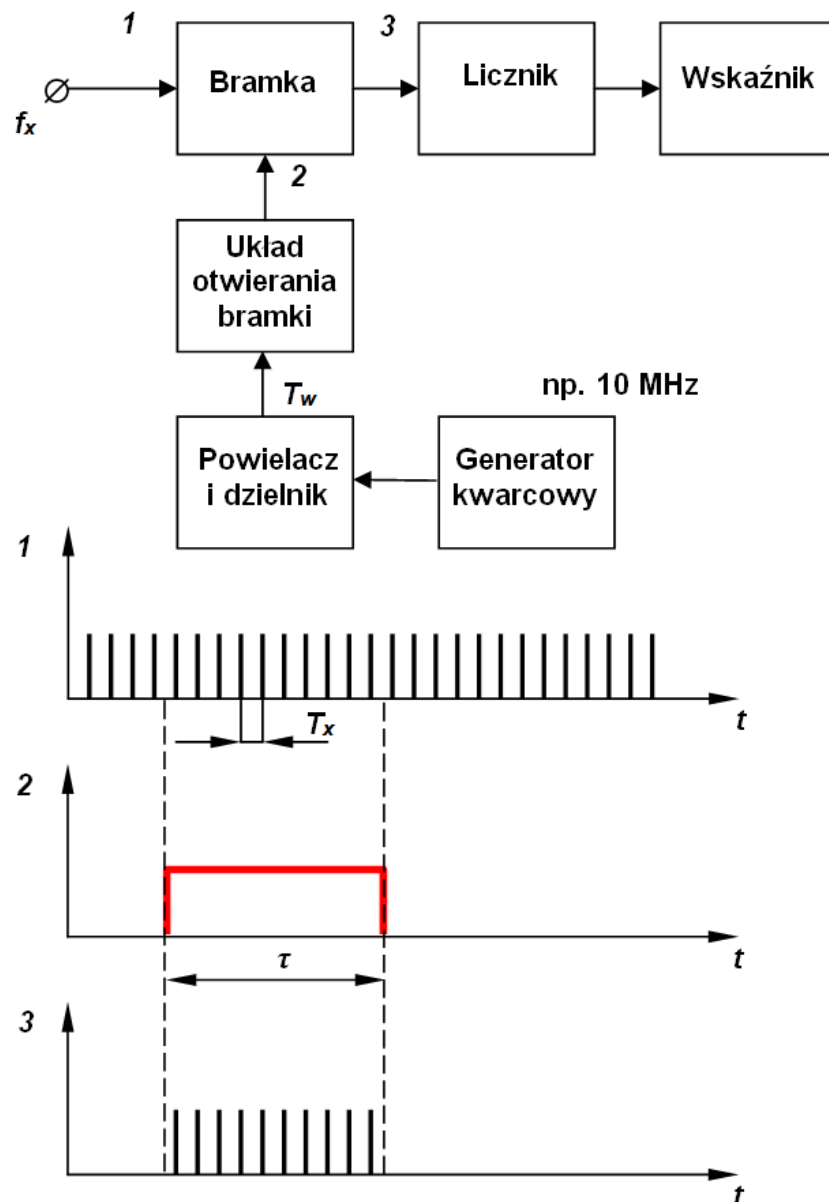 1
3
Bramka
Licznik
Wskaźnik
fx
2
Układ
otwierania
bramki
Tw
np. 10 MHz
Powielacz
i dzielnik
Generator
kwarcowy
1
Tx
t
2
τ
t
3
t